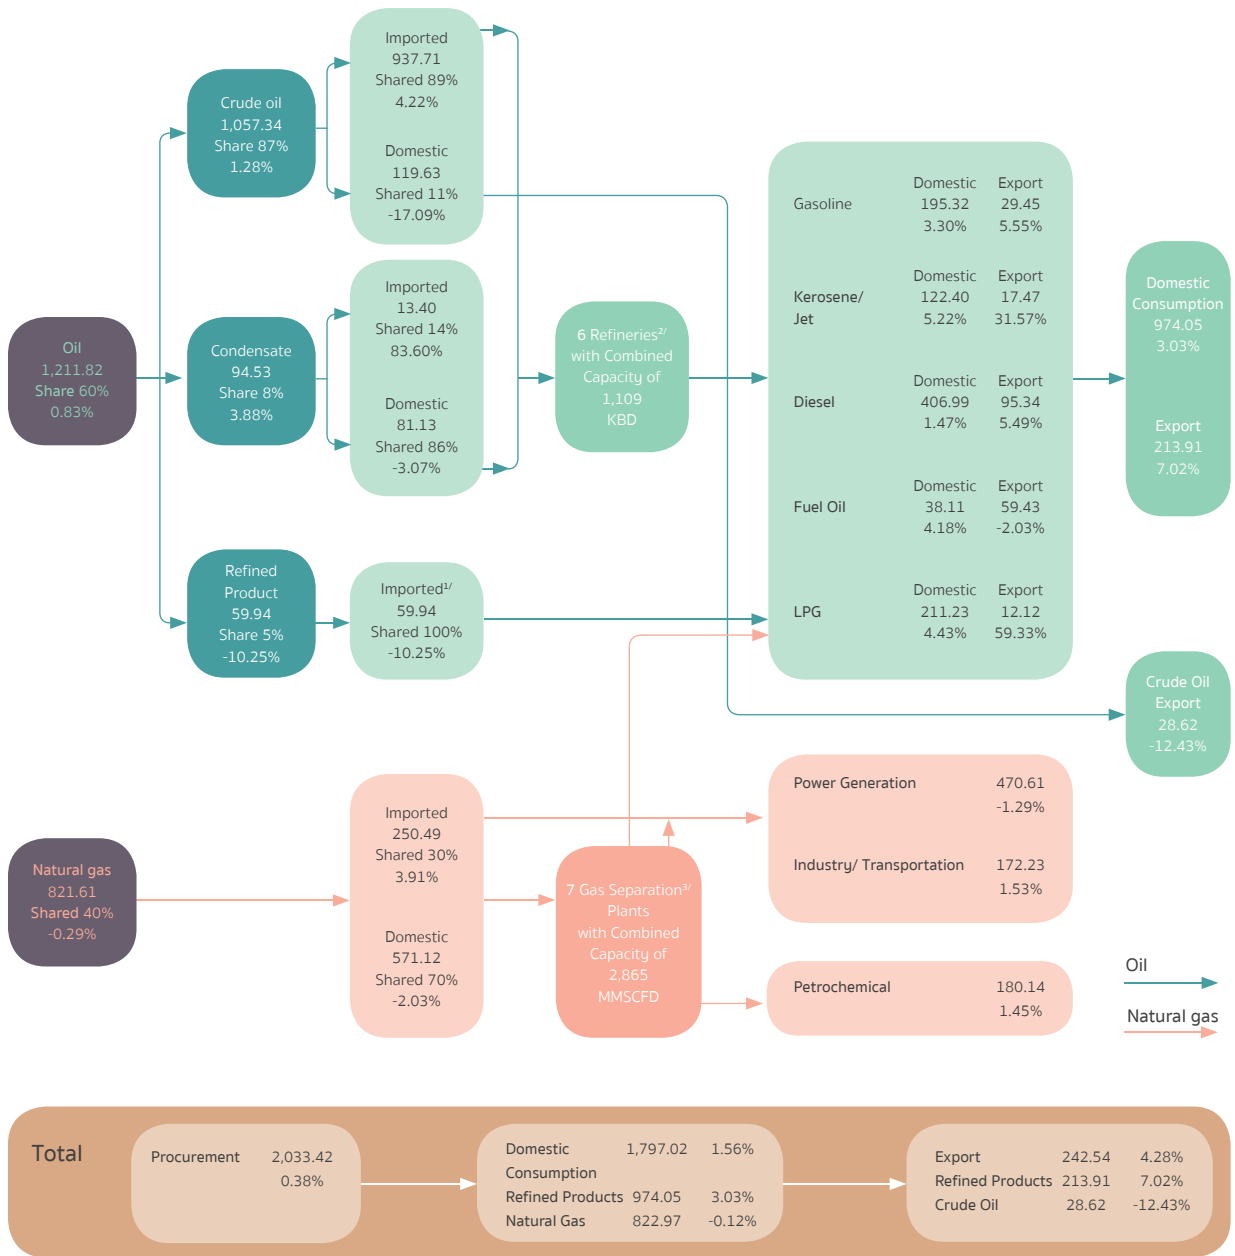 Oil
1,211.82
Share 60%
0.83%
Crude oil
1,057.34
Share 87%
1.28%
Condensate
94.53
Share 8%
3.88%
Refined
Product
59.94
Share 5%
-10.25%
Imported
937.71
Shared 89%
4.22%
Domestic
119.63
Shared 11%
-17.09%
Imported
13.40
Shared 14%
83.60%
Domestic
81.13
Shared 86%
-3.07%
Imported¹/
59.94
Shared 100%
-10.25%
6 Refineries²/
with Combined
Capacity of
1,109
KBD
Domestic Export
Gasoline 195.32 29.45
3.30% 5.55%
Domestic Export
Kerosene/ 122.40 17.47
Jet 5.22% 31.57%
Domestic Export
Diesel 406.99 95.34
1.47% 5.49%
Domestic Export
Fuel Oil 38.11 59.43
4.18% -2.03%
Domestic Export
LPG 211.23 12.12
4.43% 59.33%
Domestic
Consumption
974.05
3.03%
Export
213.91
7.02%
Crude Oil
Export
28.62
-12.43%
Natural gas
821.61
Shared 40%
-0.29%
Imported
250.49
Shared 30%
3.91%
Domestic
571.12
Shared 70%
-2.03%
7 Gas Separation³/
Plants
with Combined
Capacity of
2,865
MMSCFD
Power Generation 470.61
-1.29%
Industry/ Transportation 172.23
1.53%
Petrochemical 180.14
1.45%
Oil
Natural gas
Total
Procurement 2,033.42
0.38%
Domestic 1,797.02 1.56%
Consumption
Refined Products 974.05 3.03%
Natural Gas 822.97 -0.12%
Export 242.54 4.28%
Refined Products 213.91 7.02%
Crude Oil 28.62 -12.43%